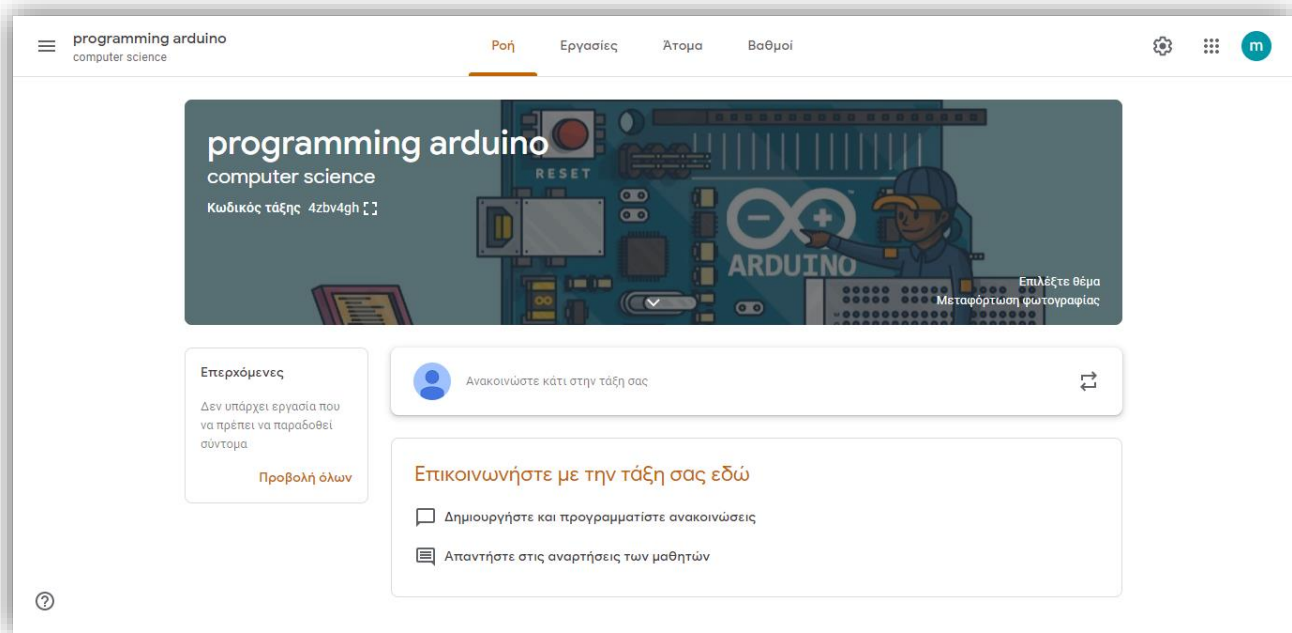 programming arduino
computer science
Ροή Εργασίες Άτομα Βαθμοί
m
programming arduino
computer science
Κωδικός τάξης 4zbv4gh
RESET
ARDUINO
Επιλέξτε θέμα
Μεταφόρτωση φωτογραφίας
Επερχόμενες
Δεν υπάρχει εργασία που
να πρέπει να παραδοθεί
σύντομα
Προβολή όλων
Ανακοινώστε κάτι στην τάξη σας
Επικοινωνήστε με την τάξη σας εδώ
Δημιουργήστε και προγραμματίστε ανακοινώσεις
Απαντήστε στις αναρτήσεις των μαθητών